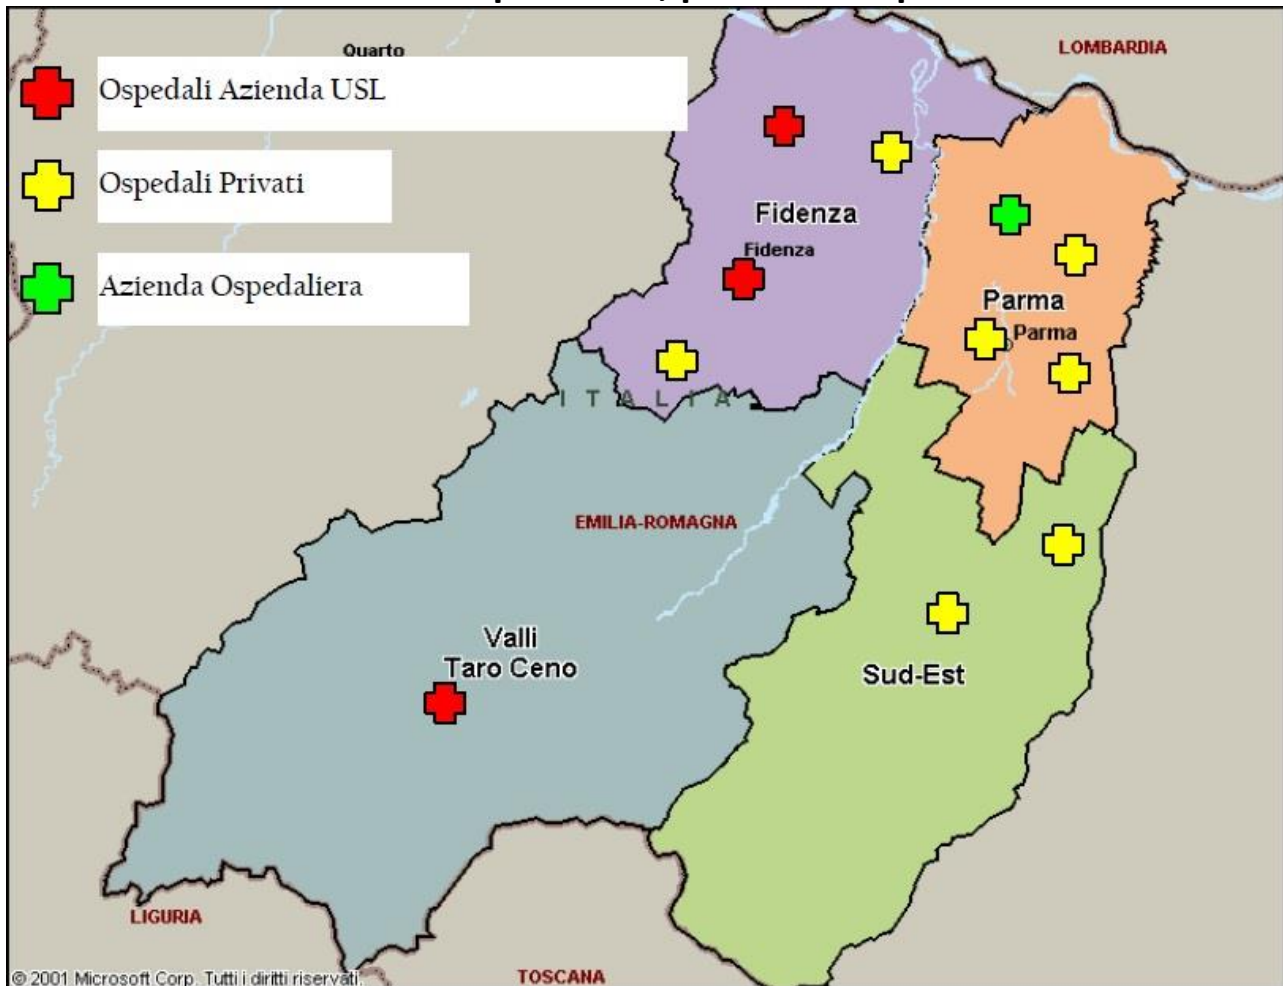 Quarto
LOMBARDIA
Ospedali Azienda USL
Ospedali Privati
Fidenza
Fidenza
Azienda Ospedaliera
Parma
Parma
ITALIA
EMILIA-ROMAGNA
Valli
Taro Ceno
Sud-Est
LIGURIA
© 2001 Microsoft Corp. Tutti i diritti riservati.
TOSCANA